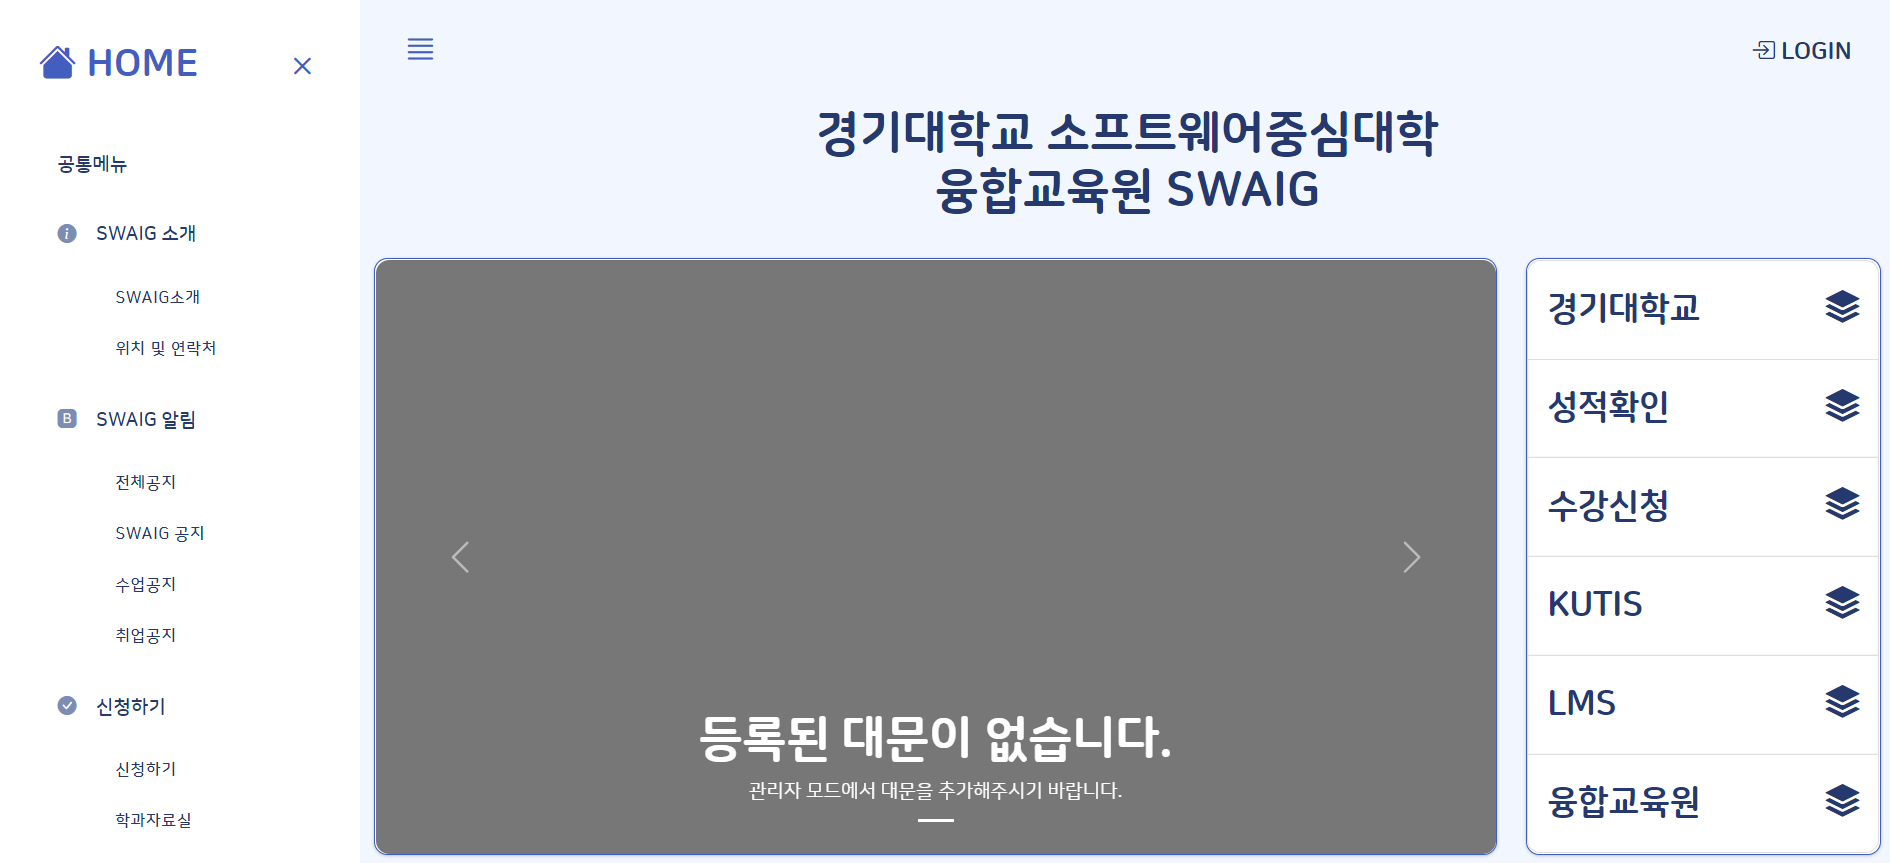 HOME
공통메뉴
SWAIG 소개
SWAIG소개
위치 및 연락처
B
SWAIG 알림
전체공지
SWAIG 공지
수업공지
취업공지
신청하기
신청하기
학과자료실
LOGIN
경기대학교 소프트웨어중심대학
융합교육원 SWAIG
등록된 대문이 없습니다.
관리자 모드에서 대문을 추가해주시기 바랍니다.
경기대학교
성적확인
수강신청
KUTIS
LMS
융합교육원